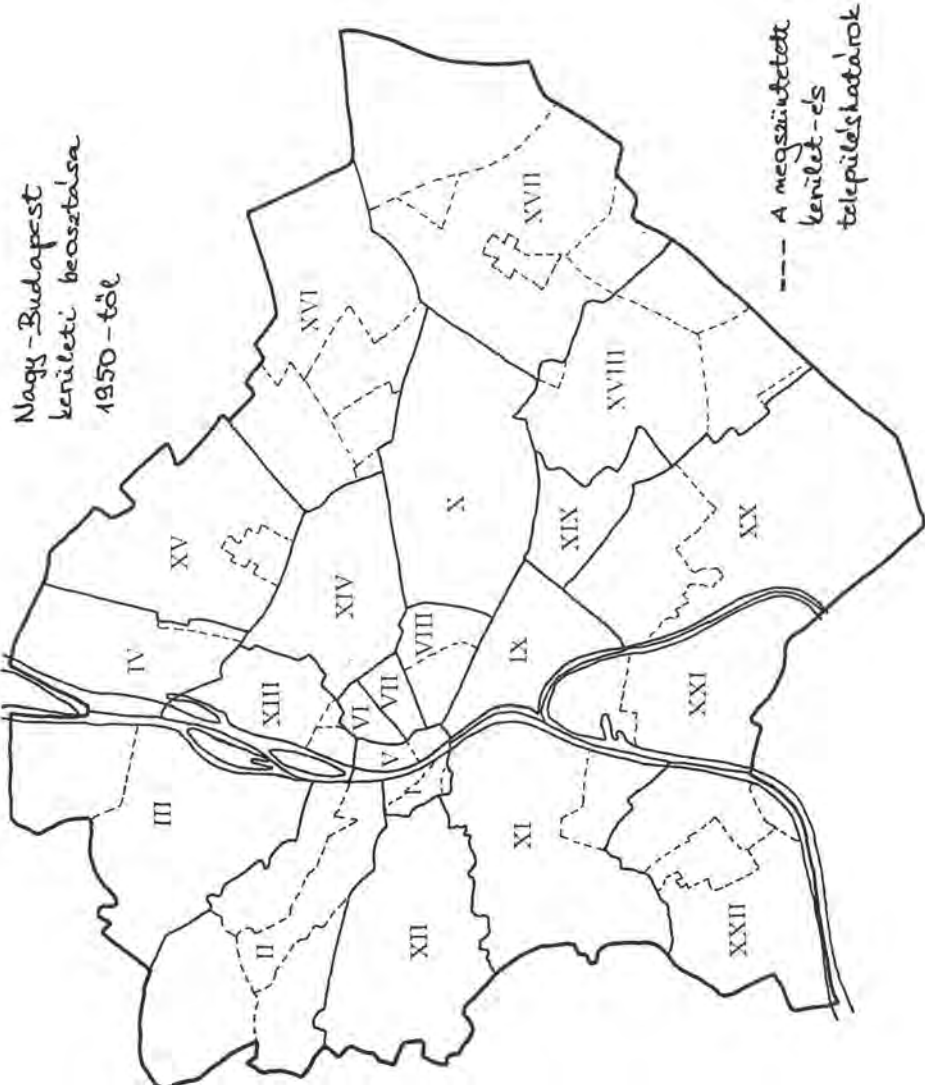 Nagy-Budapest
kerületi beosztása
1950-től
XVI
XVII
XV
XVIII
IV
XIV
X
XIX
XX
XIII
VIII
VI
VII
IX
III
V
I
XXI
II
XI
XII
XXII
---- A megszüntetett
kerület-és
településhatárok